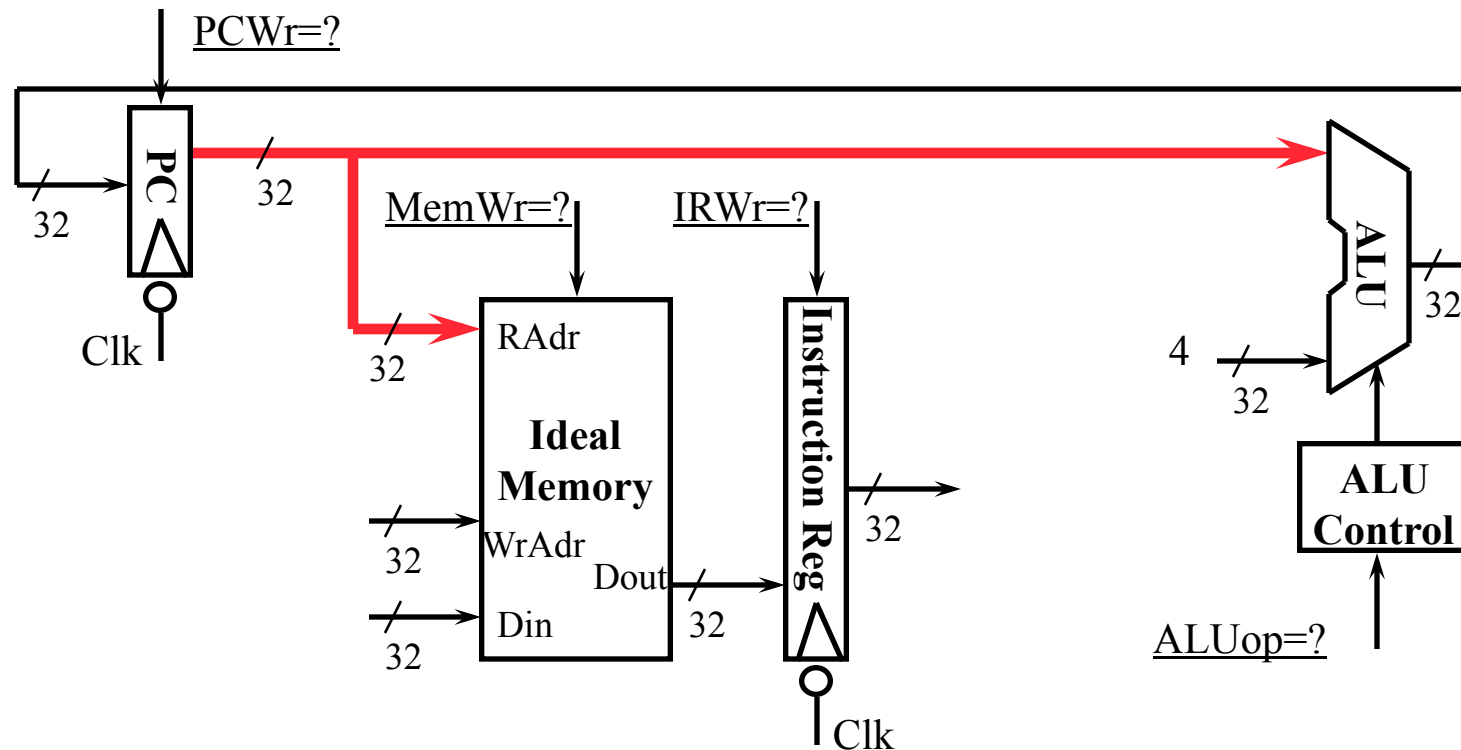 PCWr=?
PC
32
32
Clk
MemWr=?
IRWr=?
32
RAdr
Ideal
Memory
32
WrAdr
Dout
32
Din
32
Instruction Reg
32
Clk
4
32
ALU
32
ALU
Control
ALUop=?